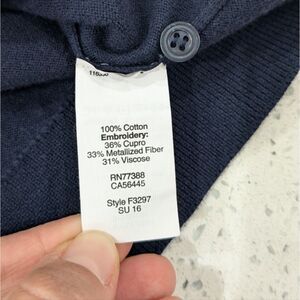 100% Cotton
Embroidery:
36% Cupro
33% Metallized Fiber
31% Viscose
RN77388
CA56445
Style F3297
SU 16